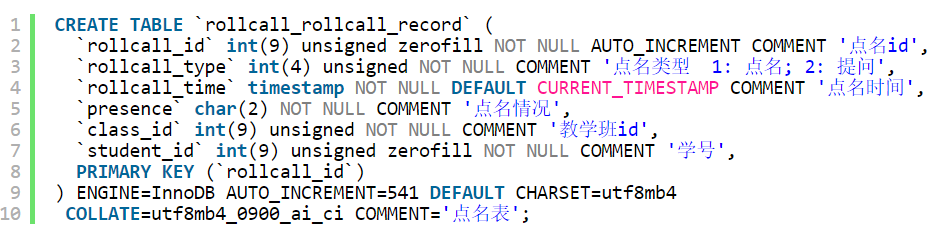 1 CREATE TABLE `rollcall_rollcall_record` (
2 `rollcall_id` int(9) unsigned zerofill NOT NULL AUTO_INCREMENT COMMENT '点名id',
3 `rollcall_type` int(4) unsigned NOT NULL COMMENT '点名类型  1: 点名; 2: 提问',
4 `rollcall_time` timestamp NOT NULL DEFAULT CURRENT_TIMESTAMP COMMENT '点名时间',
5 `presence` char(2) NOT NULL COMMENT '点名情况',
6 `class_id` int(9) unsigned NOT NULL COMMENT '教学班id',
7 `student_id` int(9) unsigned zerofill NOT NULL COMMENT '学号',
8 PRIMARY KEY (`rollcall_id`)
9 ) ENGINE=InnoDB AUTO_INCREMENT=541 DEFAULT CHARSET=utf8mb4
10 COLLATE=utf8mb4_0900_ai_ci COMMENT='点名表';